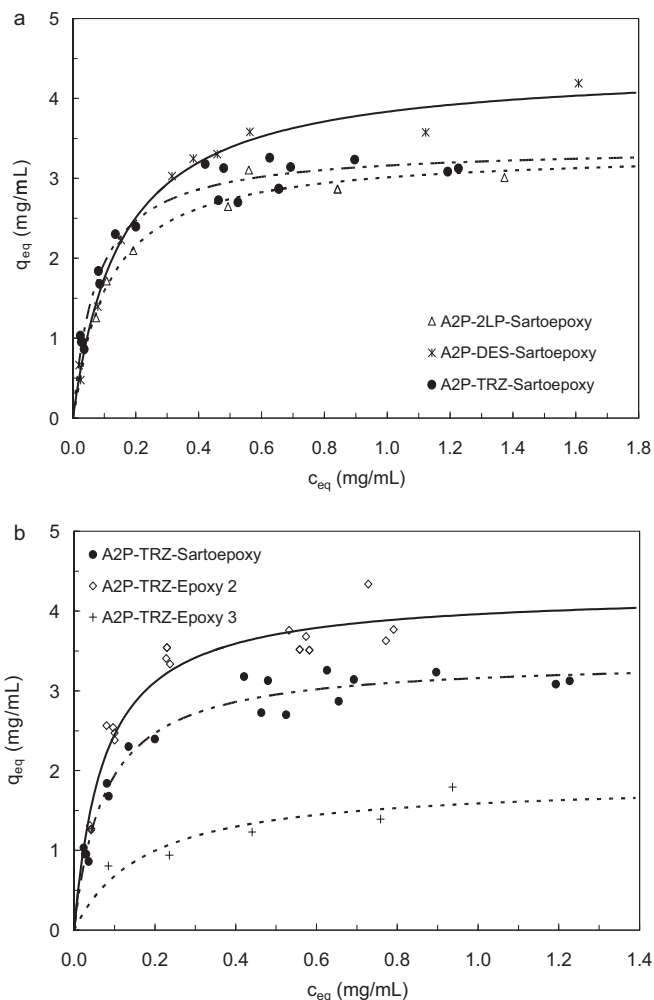 a
5
4
3
2
1
0
q_eq (mg/mL)
A2P-2LP-Sartoepoxy
A2P-DES-Sartoepoxy
A2P-TRZ-Sartoepoxy
0.0 0.2 0.4 0.6 0.8 1.0 1.2 1.4 1.6 1.8
c_eq (mg/mL)
b
5
4
3
2
1
0
q_eq (mg/mL)
A2P-TRZ-Sartoepoxy
A2P-TRZ-Epoxy 2
A2P-TRZ-Epoxy 3
0.0 0.2 0.4 0.6 0.8 1.0 1.2 1.4
c_eq (mg/mL)